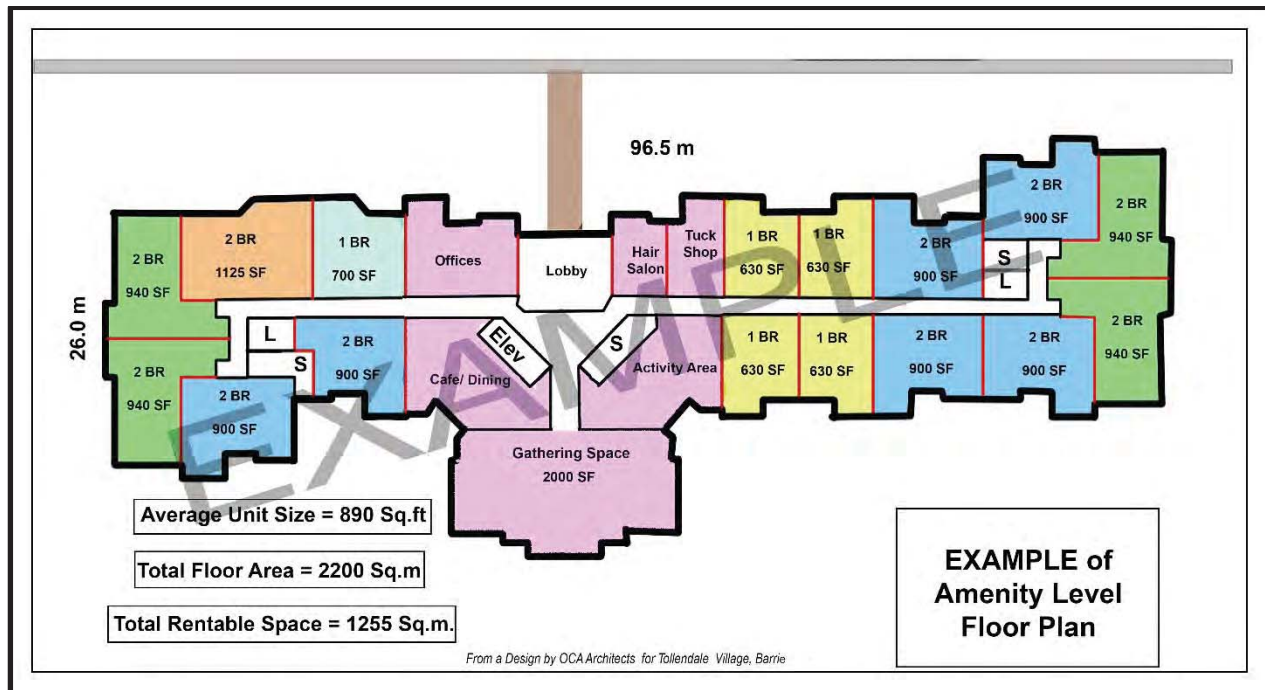 96.5 m
26.0 m
2 BR
940 SF
2 BR
1125 SF
1 BR
700 SF
Offices
Lobby
Hair
Salon
Tuck
Shop
1 BR
630 SF
1 BR
630 SF
2 BR
900 SF
2 BR
900 SF
2 BR
940 SF
S
L
2 BR
940 SF
L
S
2 BR
900 SF
2 BR
940 SF
2 BR
900 SF
Cafe/ Dining
Elev
S
Activity Area
1 BR
630 SF
1 BR
630 SF
2 BR
900 SF
2 BR
900 SF
Gathering Space
2000 SF
EXAMPLE
Average Unit Size = 890 Sq.ft
Total Floor Area = 2200 Sq.m
Total Rentable Space = 1255 Sq.m.
EXAMPLE of
Amenity Level
Floor Plan
From a Design by OCA Architects for Tollendale Village, Barrie